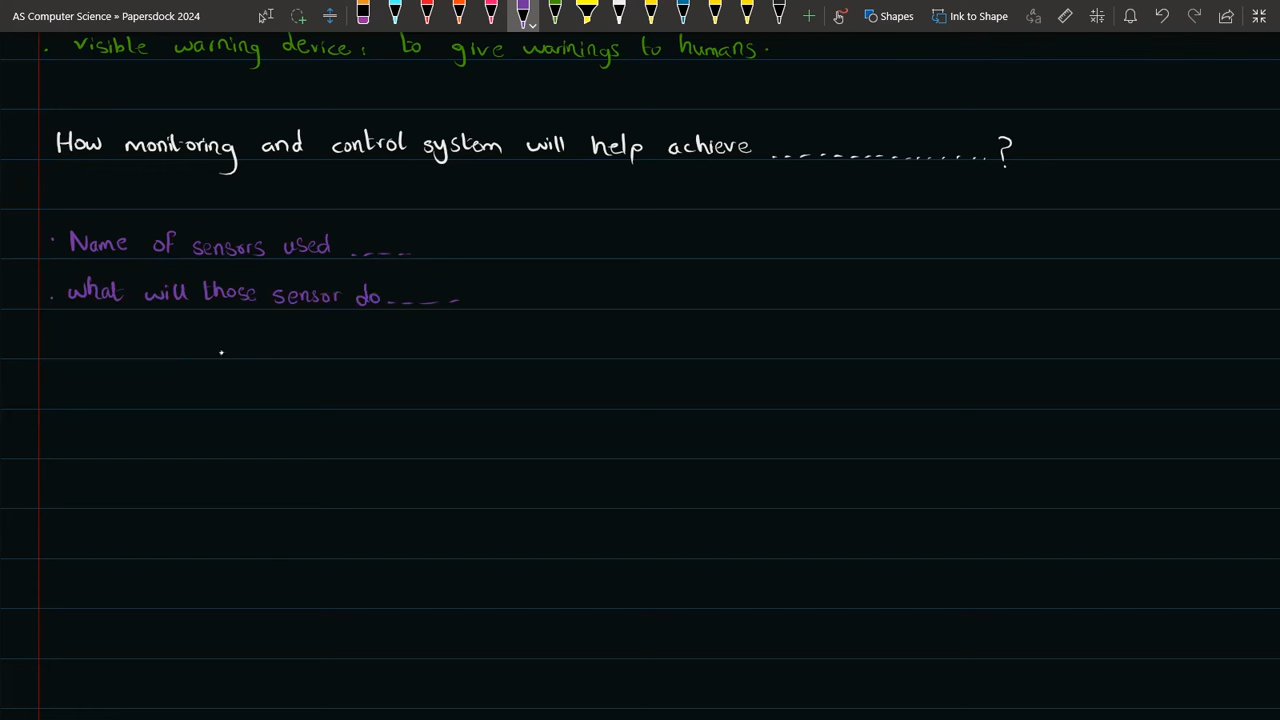 AS Computer Science » Papersdock 2024
Shapes
Ink to Shape
. visible warning device: to give warnings to humans.
How monitoring and control system will help achieve ....................?
. Name of sensors used ....
. what will those sensor do.....